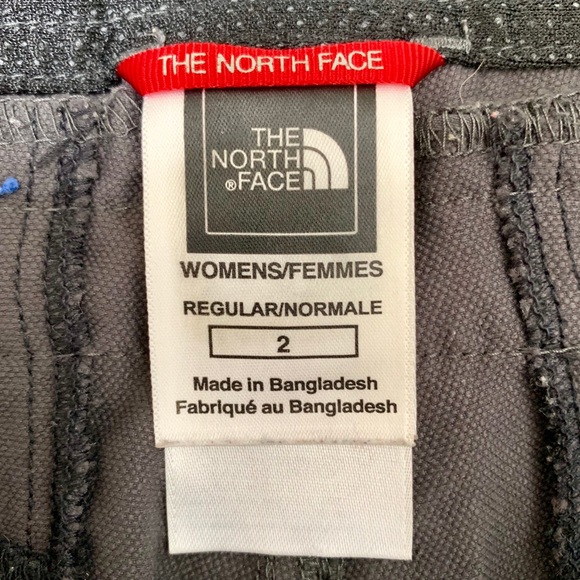 THE NORTH FACE
THE
NORTH
®FACE
WOMENS/FEMMES
REGULAR/NORMALE
2
Made in Bangladesh
Fabriqué au Bangladesh